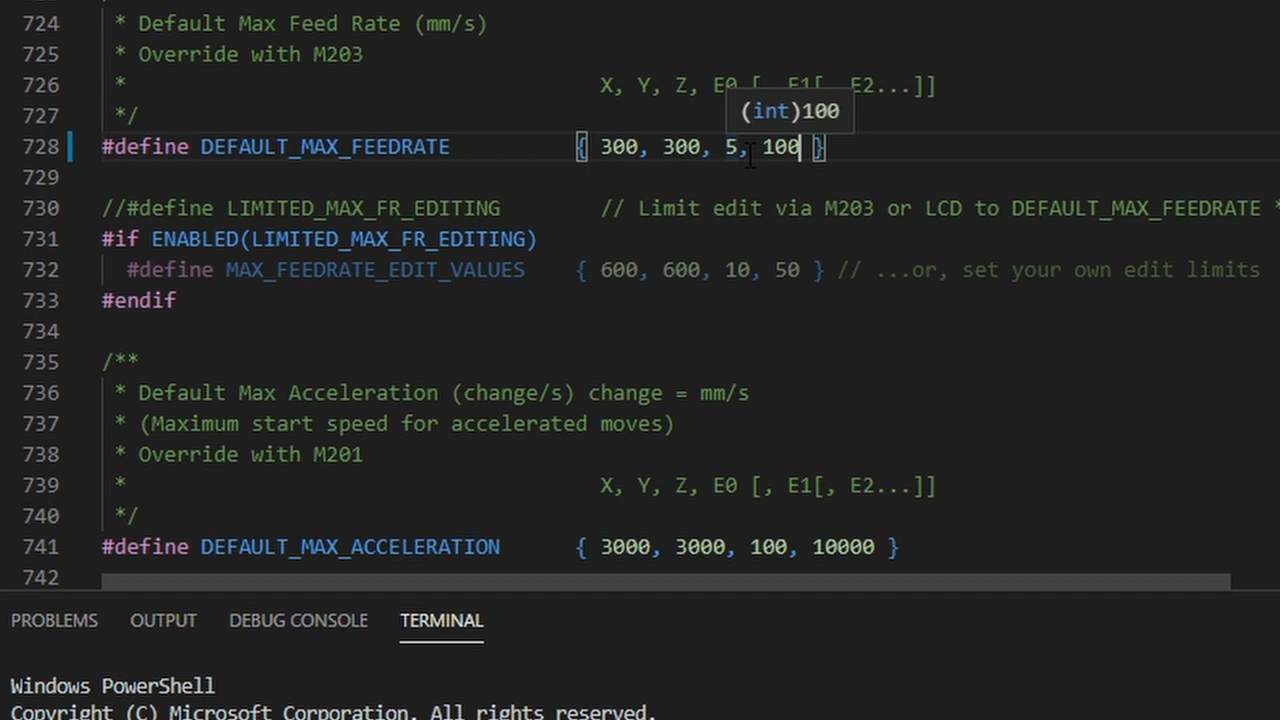 724 * Default Max Feed Rate (mm/s)
725 * Override with M203
726 * X, Y, Z, E0 [, E1[, E2...]]
(int)100
727 */
728 #define DEFAULT_MAX_FEEDRATE { 300, 300, 5, 100 }
729
730 //#define LIMITED_MAX_FR_EDITING // Limit edit via M203 or LCD to DEFAULT_MAX_FEEDRATE *
731 #if ENABLED(LIMITED_MAX_FR_EDITING)
732 #define MAX_FEEDRATE_EDIT_VALUES { 600, 600, 10, 50 } // ...or, set your own edit limits
733 #endif
734
735 /**
736 * Default Max Acceleration (change/s) change = mm/s
737 * (Maximum start speed for accelerated moves)
738 * Override with M201
739 * X, Y, Z, E0 [, E1[, E2...]]
740 */
741 #define DEFAULT_MAX_ACCELERATION { 3000, 3000, 100, 10000 }
742
PROBLEMS OUTPUT DEBUG CONSOLE TERMINAL
Windows PowerShell
Copyright (C) Microsoft Corporation. All rights reserved.